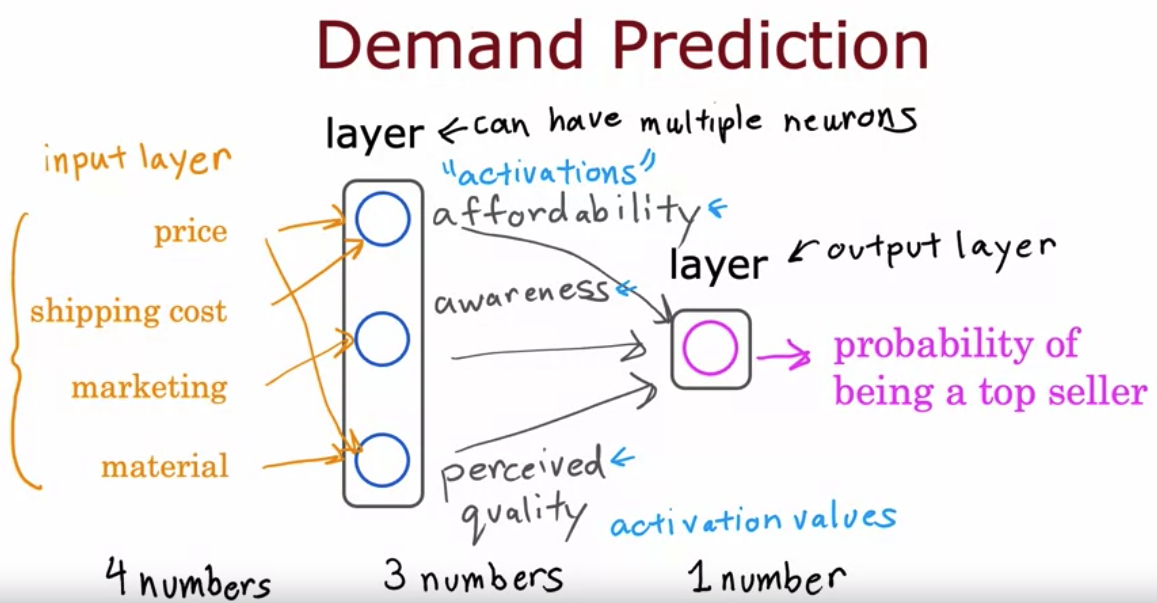 Demand Prediction
layer ← can have multiple neurons
input layer
"activations"
price
affordability ←
layer ← output layer
shipping cost
awareness ←
probability of
being a top seller
marketing
material
perceived ←
quality
activation values
4 numbers
3 numbers
1 number